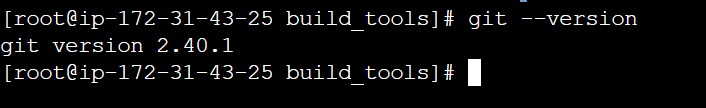 [root@ip-172-31-43-25 build_tools]# git --version
git version 2.40.1
[root@ip-172-31-43-25 build_tools]#